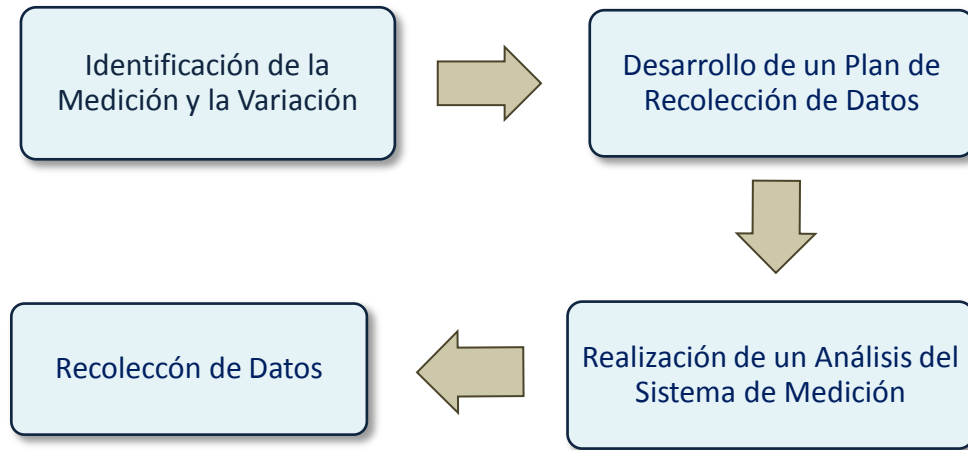 Identificación de la
Medición y la Variación
Desarrollo de un Plan de
Recolección de Datos
Realización de un Análisis del
Sistema de Medición
Recoleccón de Datos